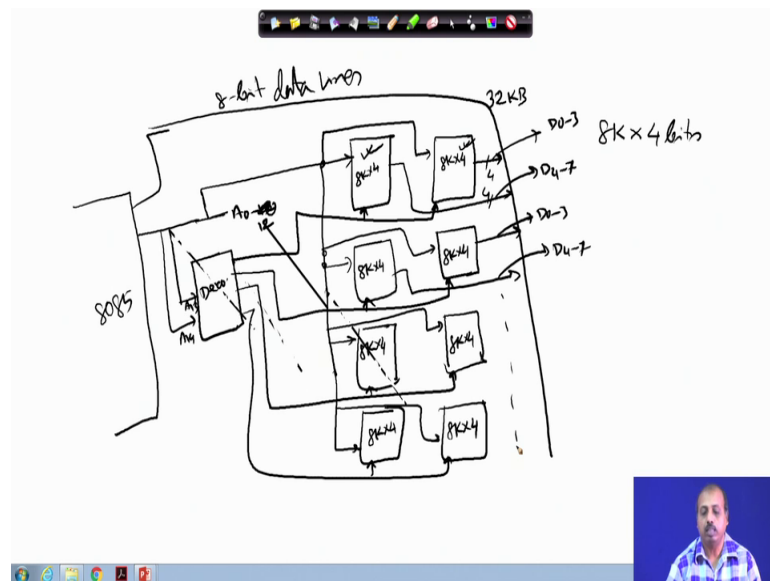 8-bit data lines
32KB
D0-3
8K×4 bits
8K×4
8K×4
4
D4-7
4
A0-
12
D0-3
8085
Deco
8K×4
8K×4
D4-7
A13
A14
8K×4
8K×4
8K×4
8K×4